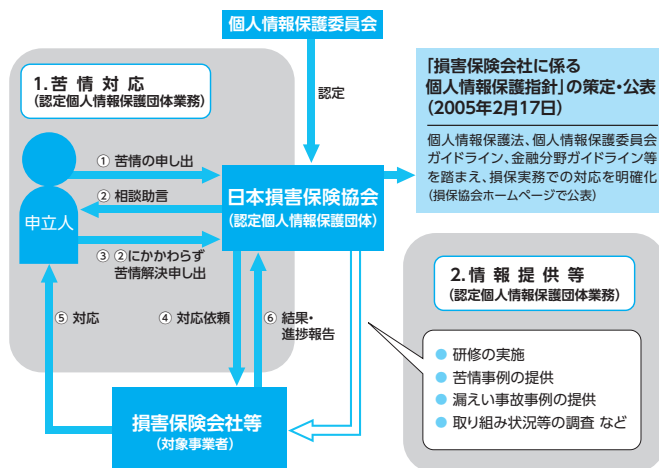 個人情報保護委員会
認定
1.苦情対応
(認定個人情報保護団体業務)
① 苦情の申し出
② 相談助言
申立人
③ ②にかかわらず
苦情解決申し出
日本損害保険協会
(認定個人情報保護団体)
「損害保険会社に係る
個人情報保護指針」の策定・公表
(2005年2月17日)
個人情報保護法、個人情報保護委員会
ガイドライン、金融分野ガイドライン等
を踏まえ、損保実務での対応を明確化
(損保協会ホームページで公表)
⑤ 対応
④ 対応依頼
⑥ 結果・
進捗報告
損害保険会社等
(対象事業者)
2.情報提供等
(認定個人情報保護団体業務)
● 研修の実施
● 苦情事例の提供
● 漏えい事故事例の提供
● 取り組み状況等の調査 など